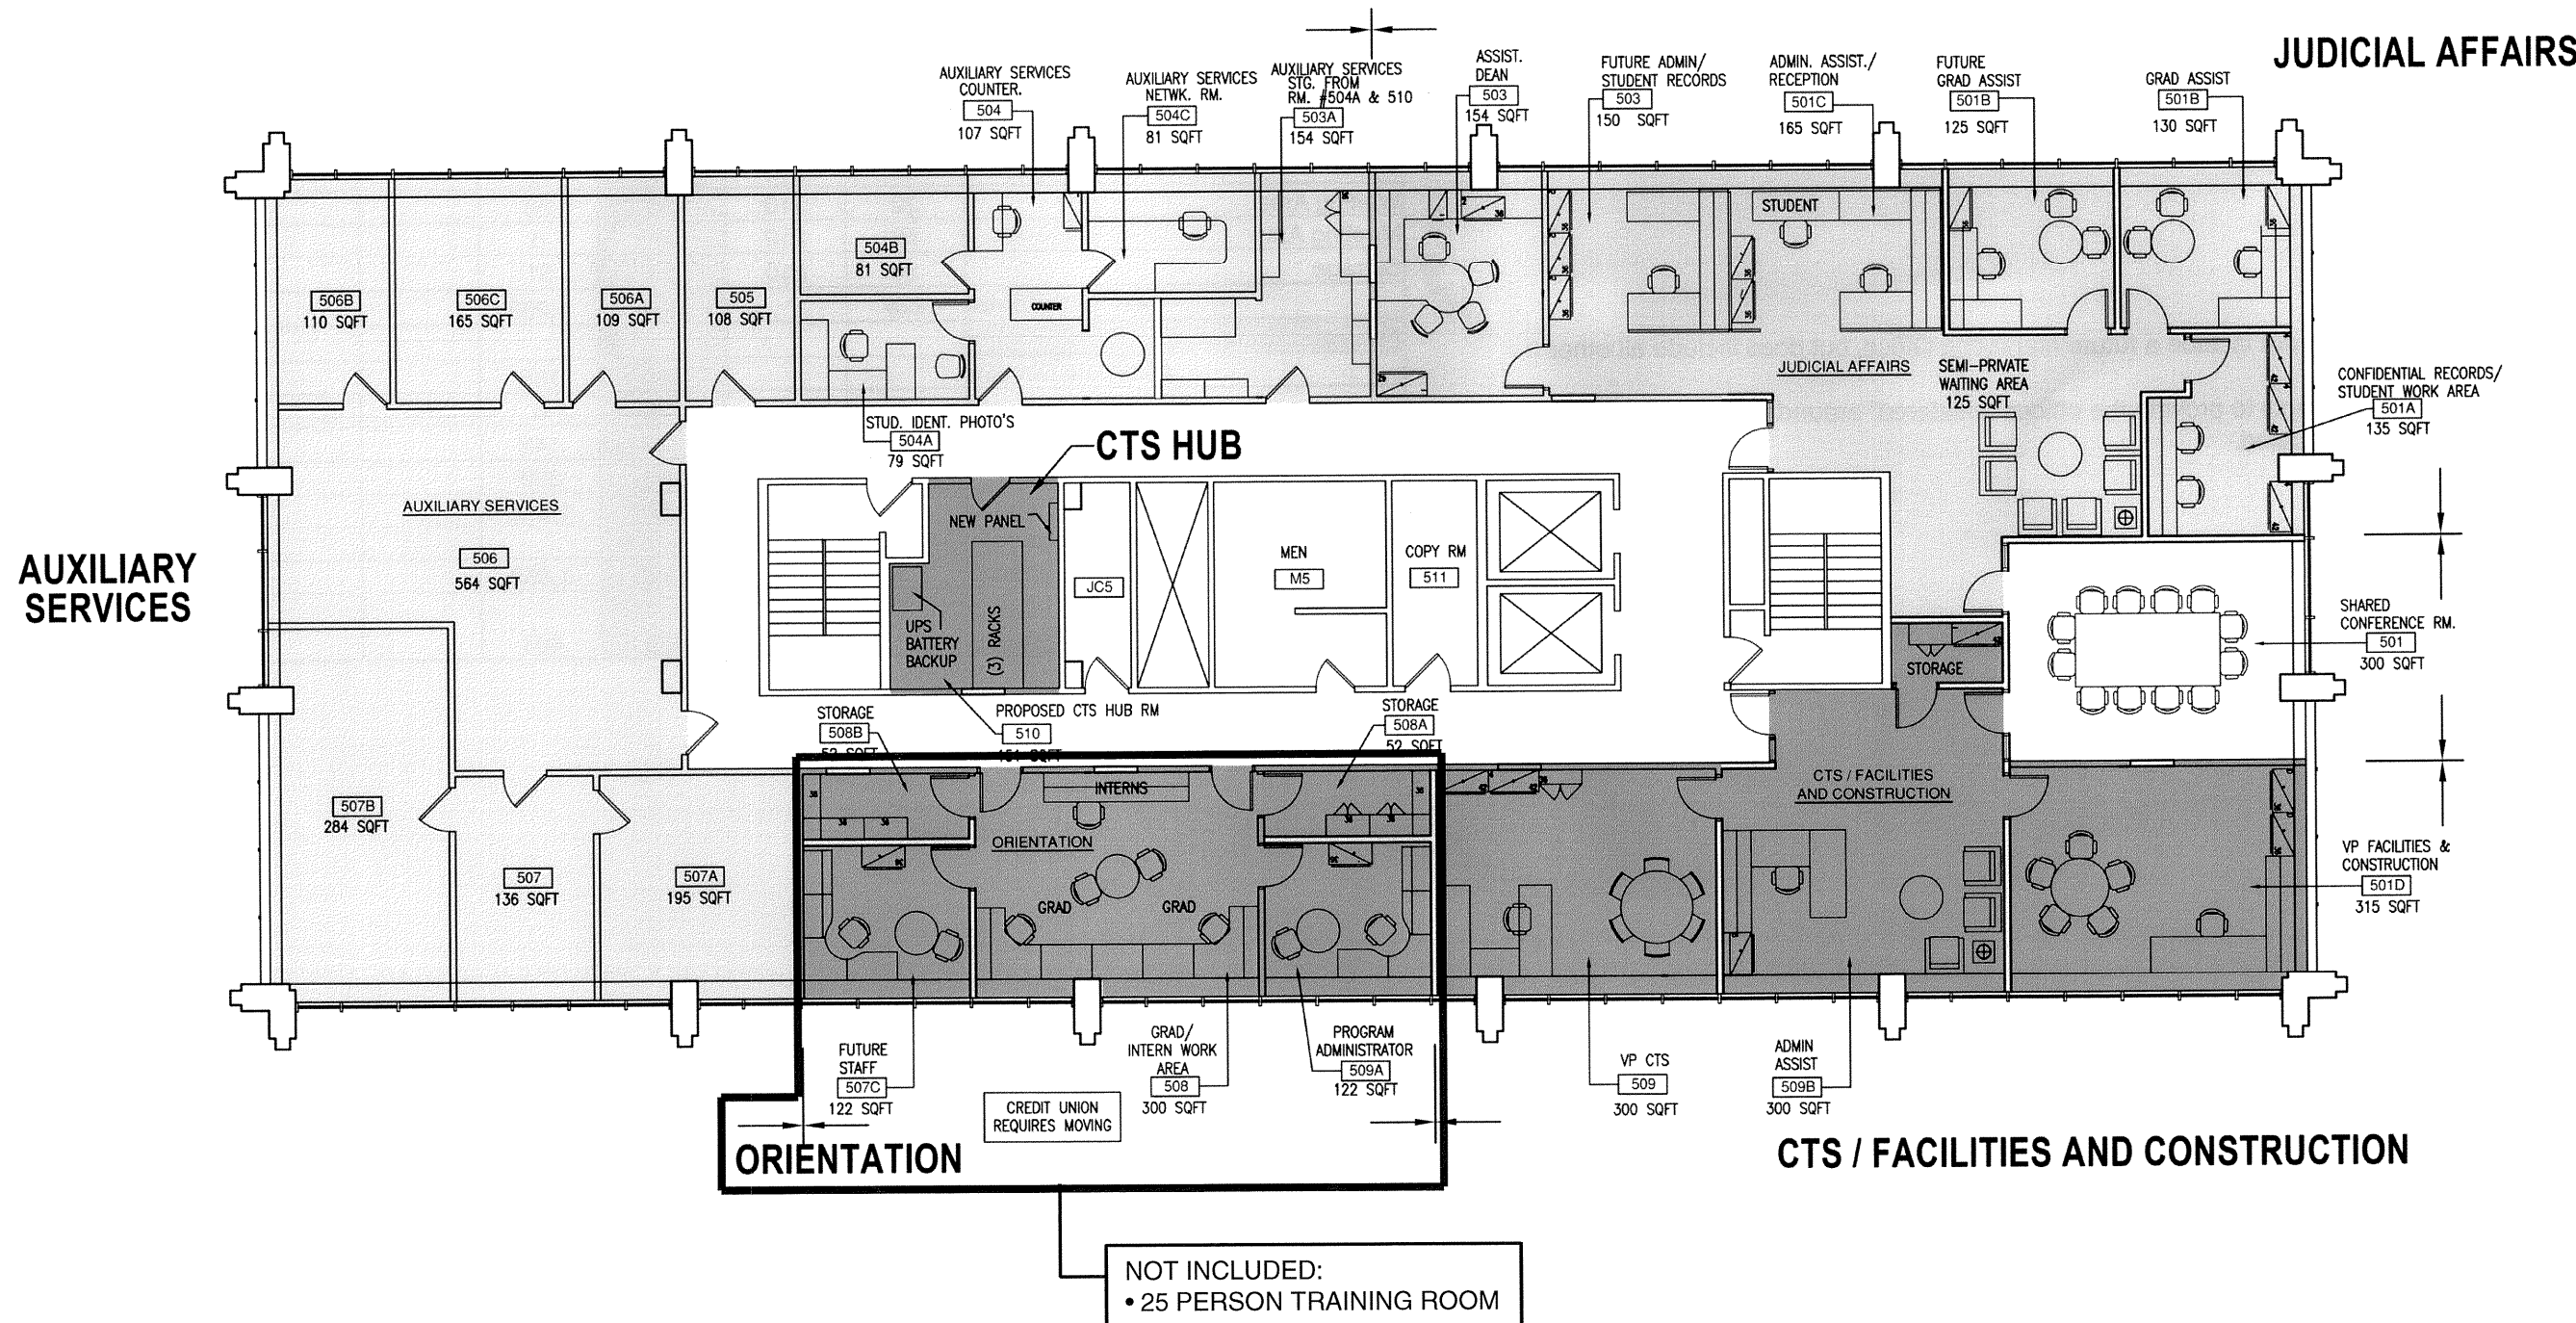 JUDICIAL AFFAIRS
AUXILIARY SERVICES
COUNTER.
504
107 SQFT
AUXILIARY SERVICES
NETWK. RM.
504C
81 SQFT
AUXILIARY SERVICES
STG. FROM
RM. #504A & 510
503A
154 SQFT
ASSIST.
DEAN
503
154 SQFT
FUTURE ADMIN/
STUDENT RECORDS
503
150 SQFT
ADMIN. ASSIST./
RECEPTION
501C
165 SQFT
FUTURE
GRAD ASSIST
501B
125 SQFT
GRAD ASSIST
501B
130 SQFT
506B
110 SQFT
506C
165 SQFT
506A
109 SQFT
505
108 SQFT
504B
81 SQFT
COUNTER
STUDENT
JUDICIAL AFFAIRS
SEMI-PRIVATE
WAITING AREA
125 SQFT
CONFIDENTIAL RECORDS/
STUDENT WORK AREA
501A
135 SQFT
STUD. IDENT. PHOTO'S
504A
79 SQFT
CTS HUB
AUXILIARY SERVICES
506
564 SQFT
AUXILIARY
SERVICES
NEW PANEL
UPS
BATTERY
BACKUP
(3) RACKS
JC5
MEN
M5
COPY RM
511
SHARED
CONFERENCE RM.
501
300 SQFT
STORAGE
STORAGE
508B
52 SQFT
PROPOSED CTS HUB RM
510
151 SQFT
STORAGE
508A
52 SQFT
INTERNS
ORIENTATION
GRAD
GRAD
CTS / FACILITIES
AND CONSTRUCTION
507B
284 SQFT
507
136 SQFT
507A
195 SQFT
VP FACILITIES &
CONSTRUCTION
501D
315 SQFT
FUTURE
STAFF
507C
122 SQFT
CREDIT UNION
REQUIRES MOVING
GRAD/
INTERN WORK
AREA
508
300 SQFT
PROGRAM
ADMINISTRATOR
509A
122 SQFT
VP CTS
509
300 SQFT
ADMIN
ASSIST
509B
300 SQFT
ORIENTATION
CTS / FACILITIES AND CONSTRUCTION
NOT INCLUDED:
• 25 PERSON TRAINING ROOM